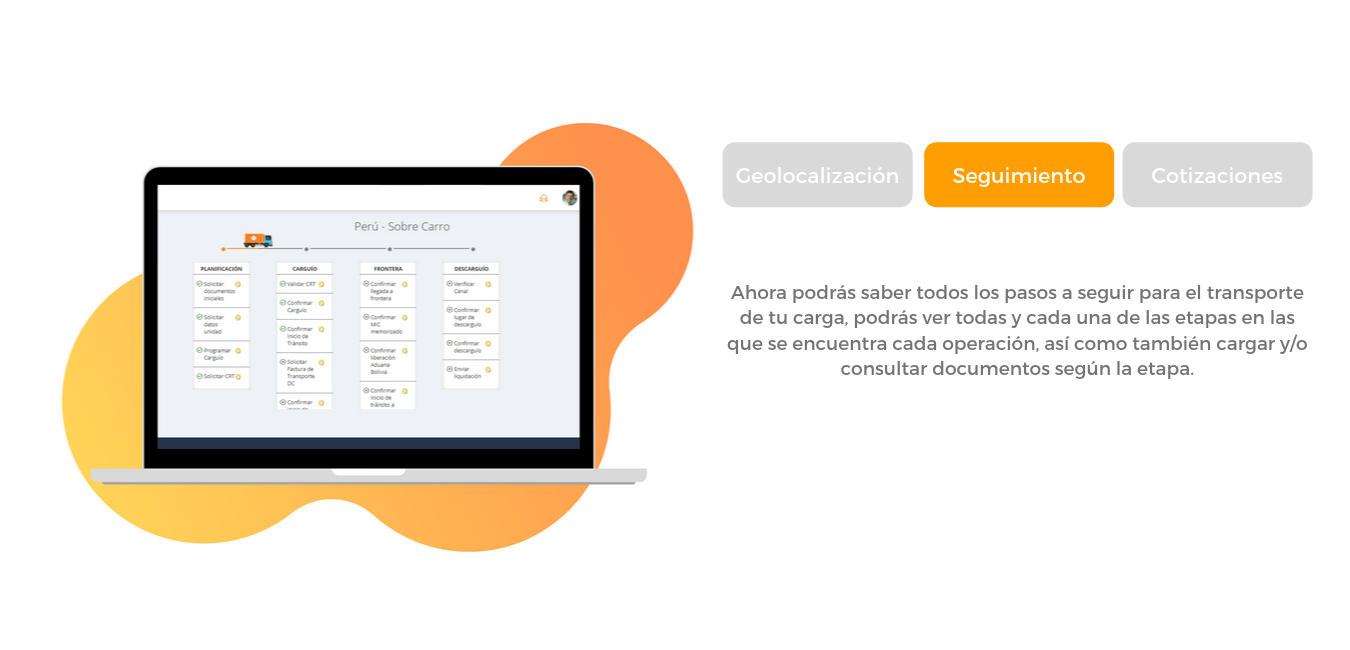 Geolocalización
Seguimiento
Cotizaciones
Ahora podrás saber todos los pasos a seguir para el transporte
de tu carga, podrás ver todas y cada una de las etapas en las
que se encuentra cada operación, así como también cargar y/o
consultar documentos según la etapa.
Perú - Sobre Carro
PLANIFICACIÓN
Solicitar
documentos
iniciales
Solicitar
datos
unidad
Programar
Carguío
Solicitar CRT
CARGUÍO
Validar CRT
Confirmar
Carguío
Confirmar
Inicio de
Tránsito
Solicitar
Factura de
Transporte
DC
Confirmar
inicio de
FRONTERA
Confirmar
llegada a
frontera
Confirmar
MIC
memorizado
Confirmar
liberación
Aduana
Bolivia
Confirmar
inicio de
tránsito a
DESCARGUÍO
Verificar
Canal
Confirmar
lugar de
descarguío
Confirmar
descarguío
Enviar
liquidación